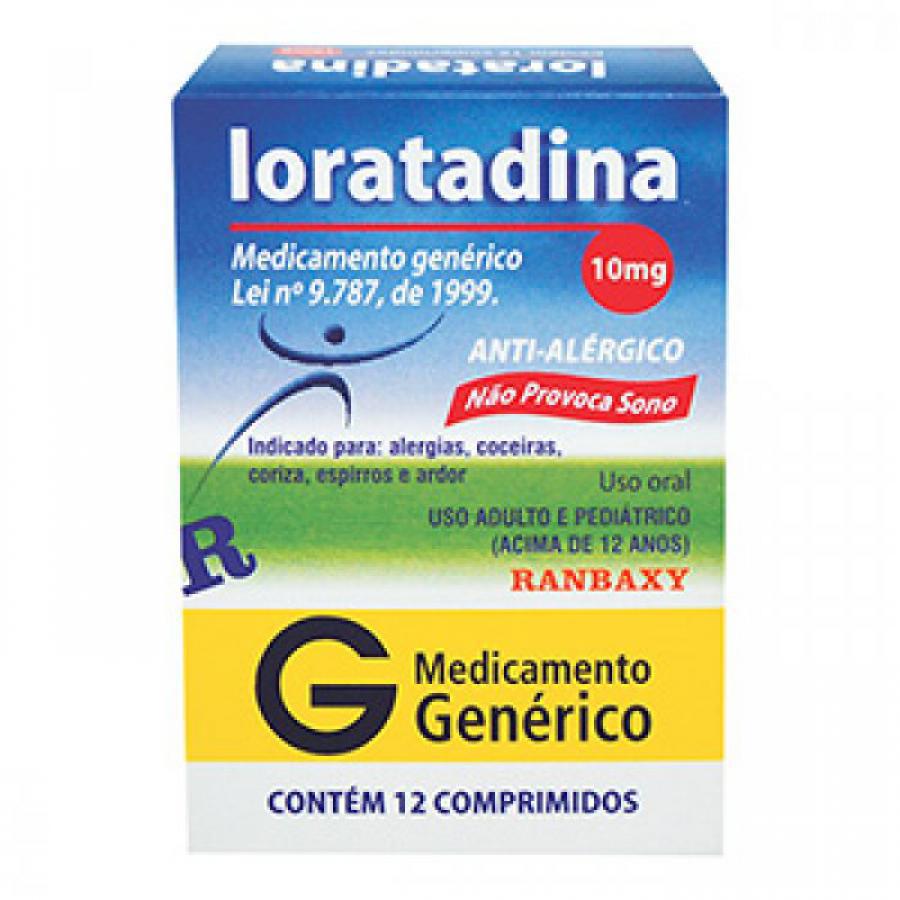 loratadina
loratadina
Medicamento genérico
Lei nº 9.787, de 1999.
10mg
ANTI-ALÉRGICO
Não Provoca Sono
Indicado para: alergias, coceiras,
coriza, espirros e ardor
Uso oral
USO ADULTO E PEDIÁTRICO
(ACIMA DE 12 ANOS)
R
RANBAXY
G
Medicamento
Genérico
CONTÉM 12 COMPRIMIDOS